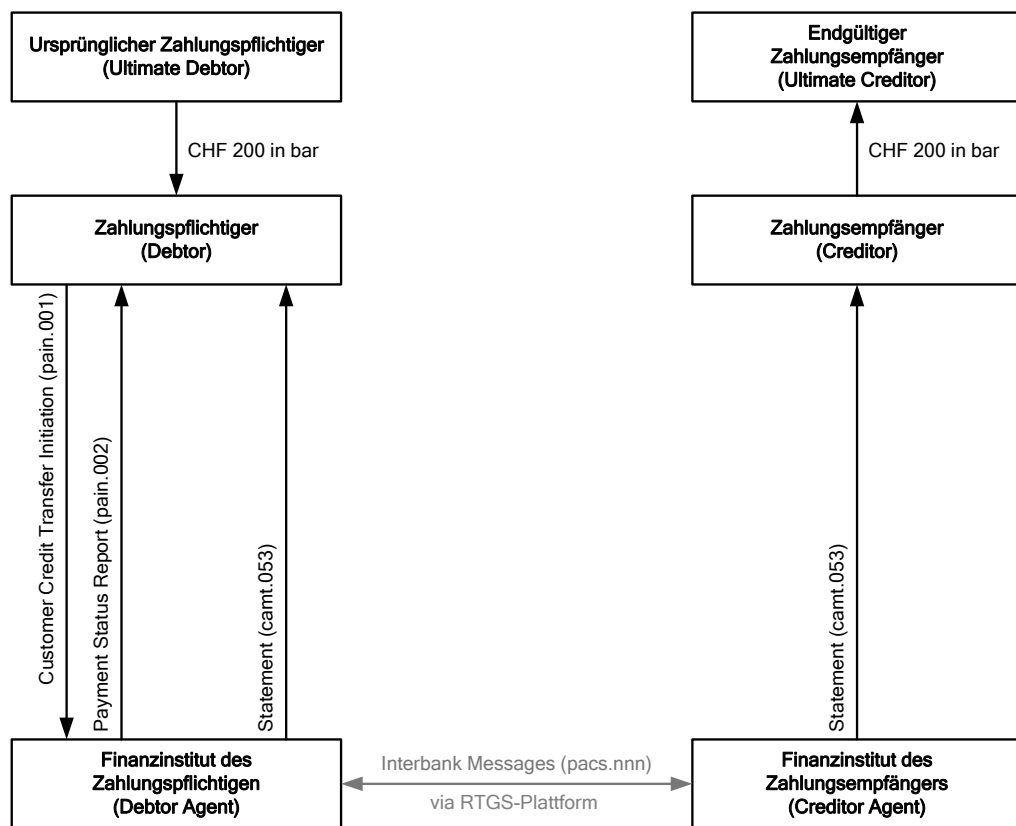 Ursprünglicher Zahlungspflichtiger
(Ultimate Debtor)
Endgültiger
Zahlungsempfänger
(Ultimate Creditor)
CHF 200 in bar
CHF 200 in bar
Zahlungspflichtiger
(Debtor)
Zahlungsempfänger
(Creditor)
Customer Credit Transfer Initiation (pain.001)
Payment Status Report (pain.002)
Statement (camt.053)
Statement (camt.053)
Finanzinstitut des
Zahlungspflichtigen
(Debtor Agent)
Interbank Messages (pacs.nnn)
via RTGS-Plattform
Finanzinstitut des
Zahlungsempfängers
(Creditor Agent)